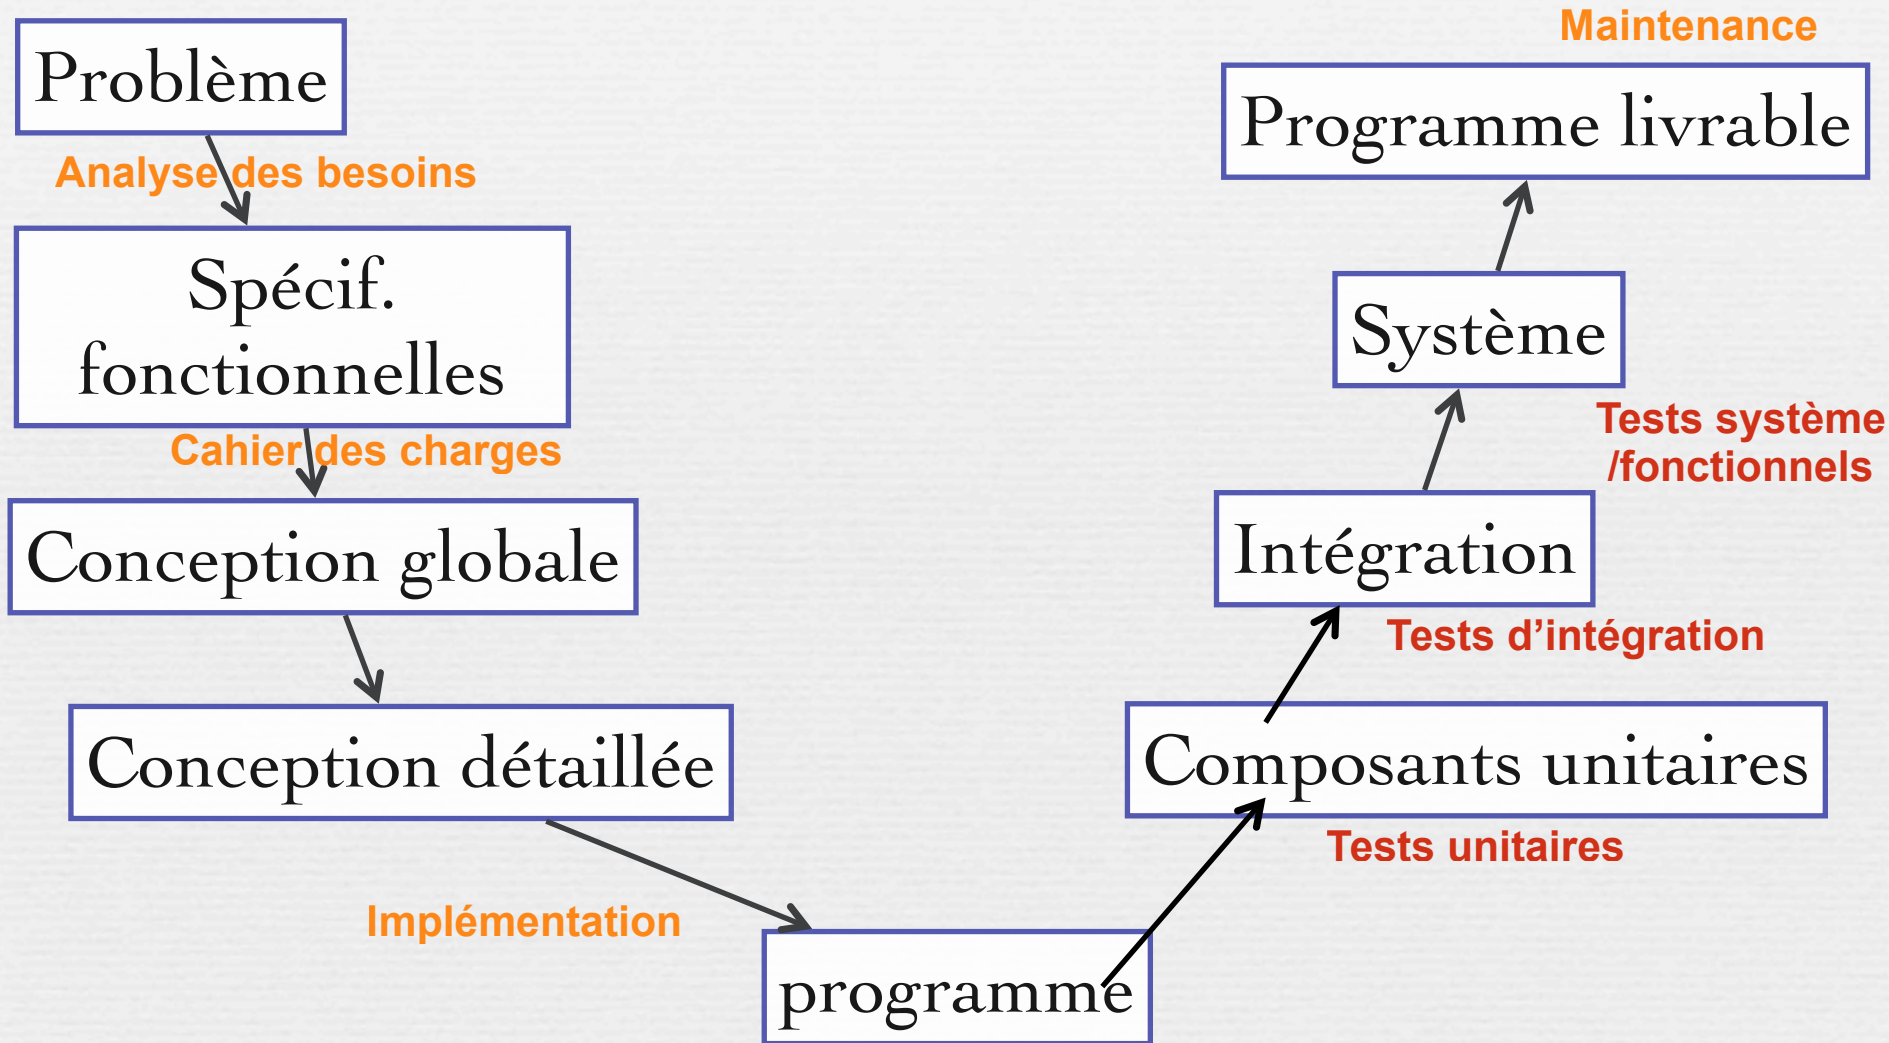 Problème
Analyse des besoins
Spécif.
fonctionnelles
Cahier des charges
Conception globale
Conception détaillée
Implémentation
programme
Maintenance
Programme livrable
Système
Tests système
/fonctionnels
Intégration
Tests d’intégration
Composants unitaires
Tests unitaires